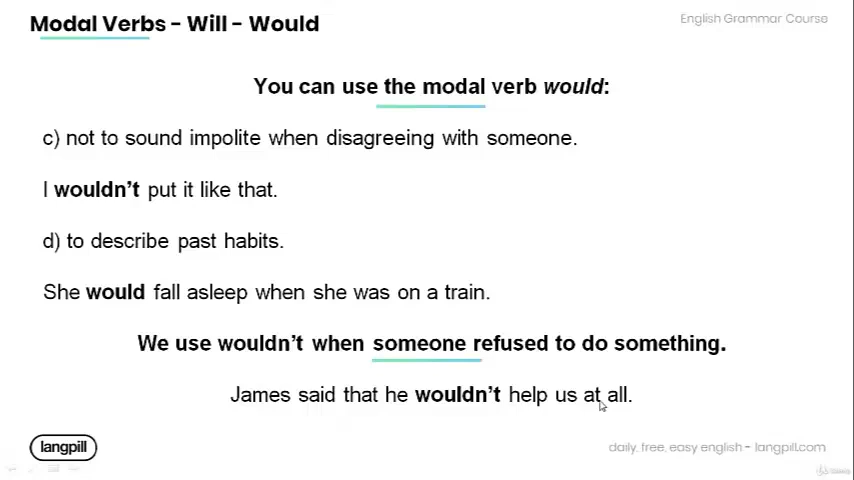 Modal Verbs - Will - Would
English Grammar Course
You can use the modal verb would:
c) not to sound impolite when disagreeing with someone.
I wouldn't put it like that.
d) to describe past habits.
She would fall asleep when she was on a train.
We use wouldn't when someone refused to do something.
James said that he wouldn't help us at all.
langpill
daily, free, easy english - langpill.com